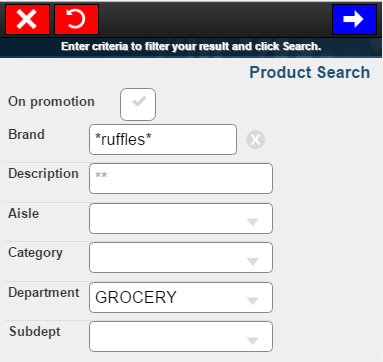 Enter criteria to filter your result and click Search.
Product Search
On promotion
Brand *ruffles*
Description **
Aisle
Category
Department GROCERY
Subdept